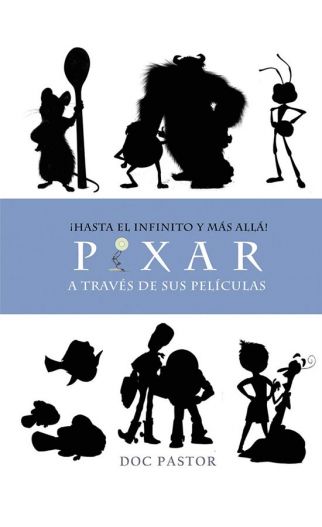 ¡HASTA EL INFINITO Y MÁS ALLÁ!
PIXAR
A TRAVÉS DE SUS PELÍCULAS
DOC PASTOR